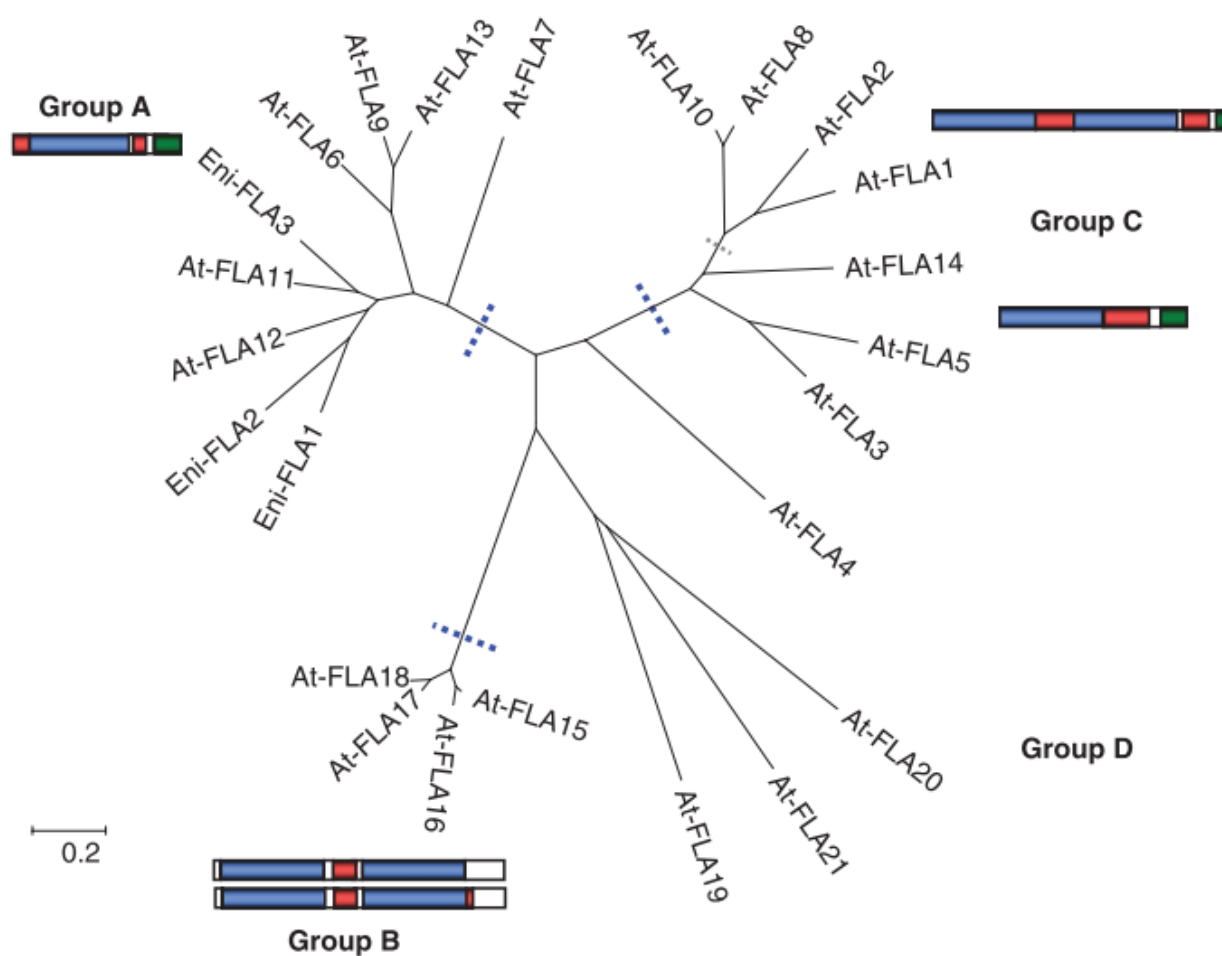 Group A
At-FLA6
At-FLA9
At-FLA13
At-FLA7
At-FLA10
At-FLA8
At-FLA2
At-FLA1
Group C
At-FLA14
At-FLA5
At-FLA3
At-FLA4
Eni-FLA3
At-FLA11
At-FLA12
Eni-FLA2
Eni-FLA1
At-FLA18
At-FLA17
At-FLA16
At-FLA15
At-FLA19
At-FLA21
At-FLA20
Group D
0.2
Group B